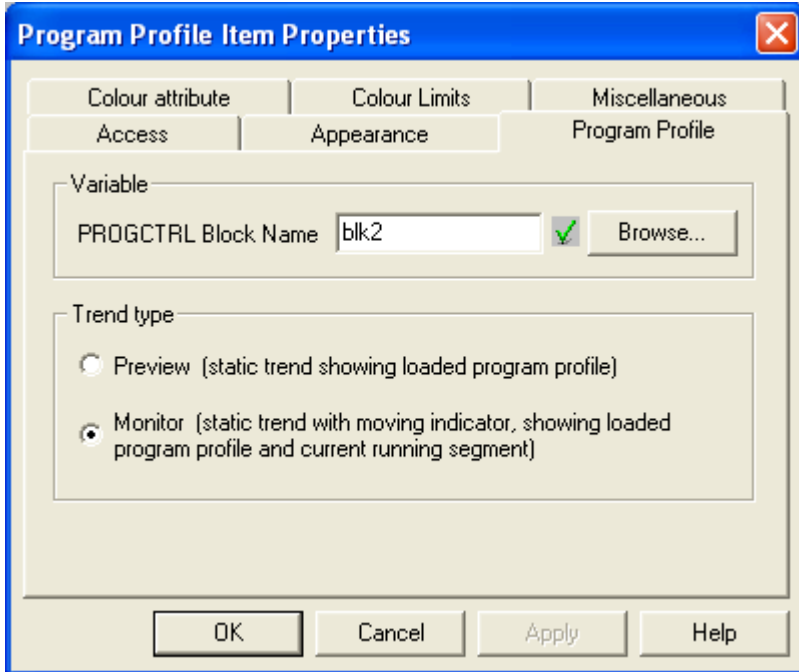 Program Profile Item Properties
Colour attribute
Colour Limits
Miscellaneous
Access
Appearance
Program Profile
Variable
PROGCTRL Block Name
blk2
Browse...
Trend type
Preview (static trend showing loaded program profile)
Monitor (static trend with moving indicator, showing loaded
program profile and current running segment)
OK
Cancel
Apply
Help